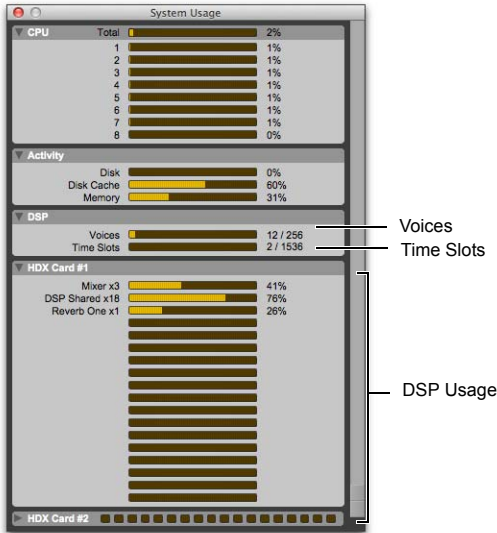 System Usage
CPU Total 2%
1 1%
2 1%
3 1%
4 1%
5 1%
6 1%
7 1%
8 0%
Activity
Disk 0%
Disk Cache 60%
Memory 31%
DSP
Voices 12 / 256 Voices
Time Slots 2 / 1536 Time Slots
HDX Card #1
Mixer x3 41%
DSP Shared x18 76%
Reverb One x1 26%
DSP Usage
HDX Card #2